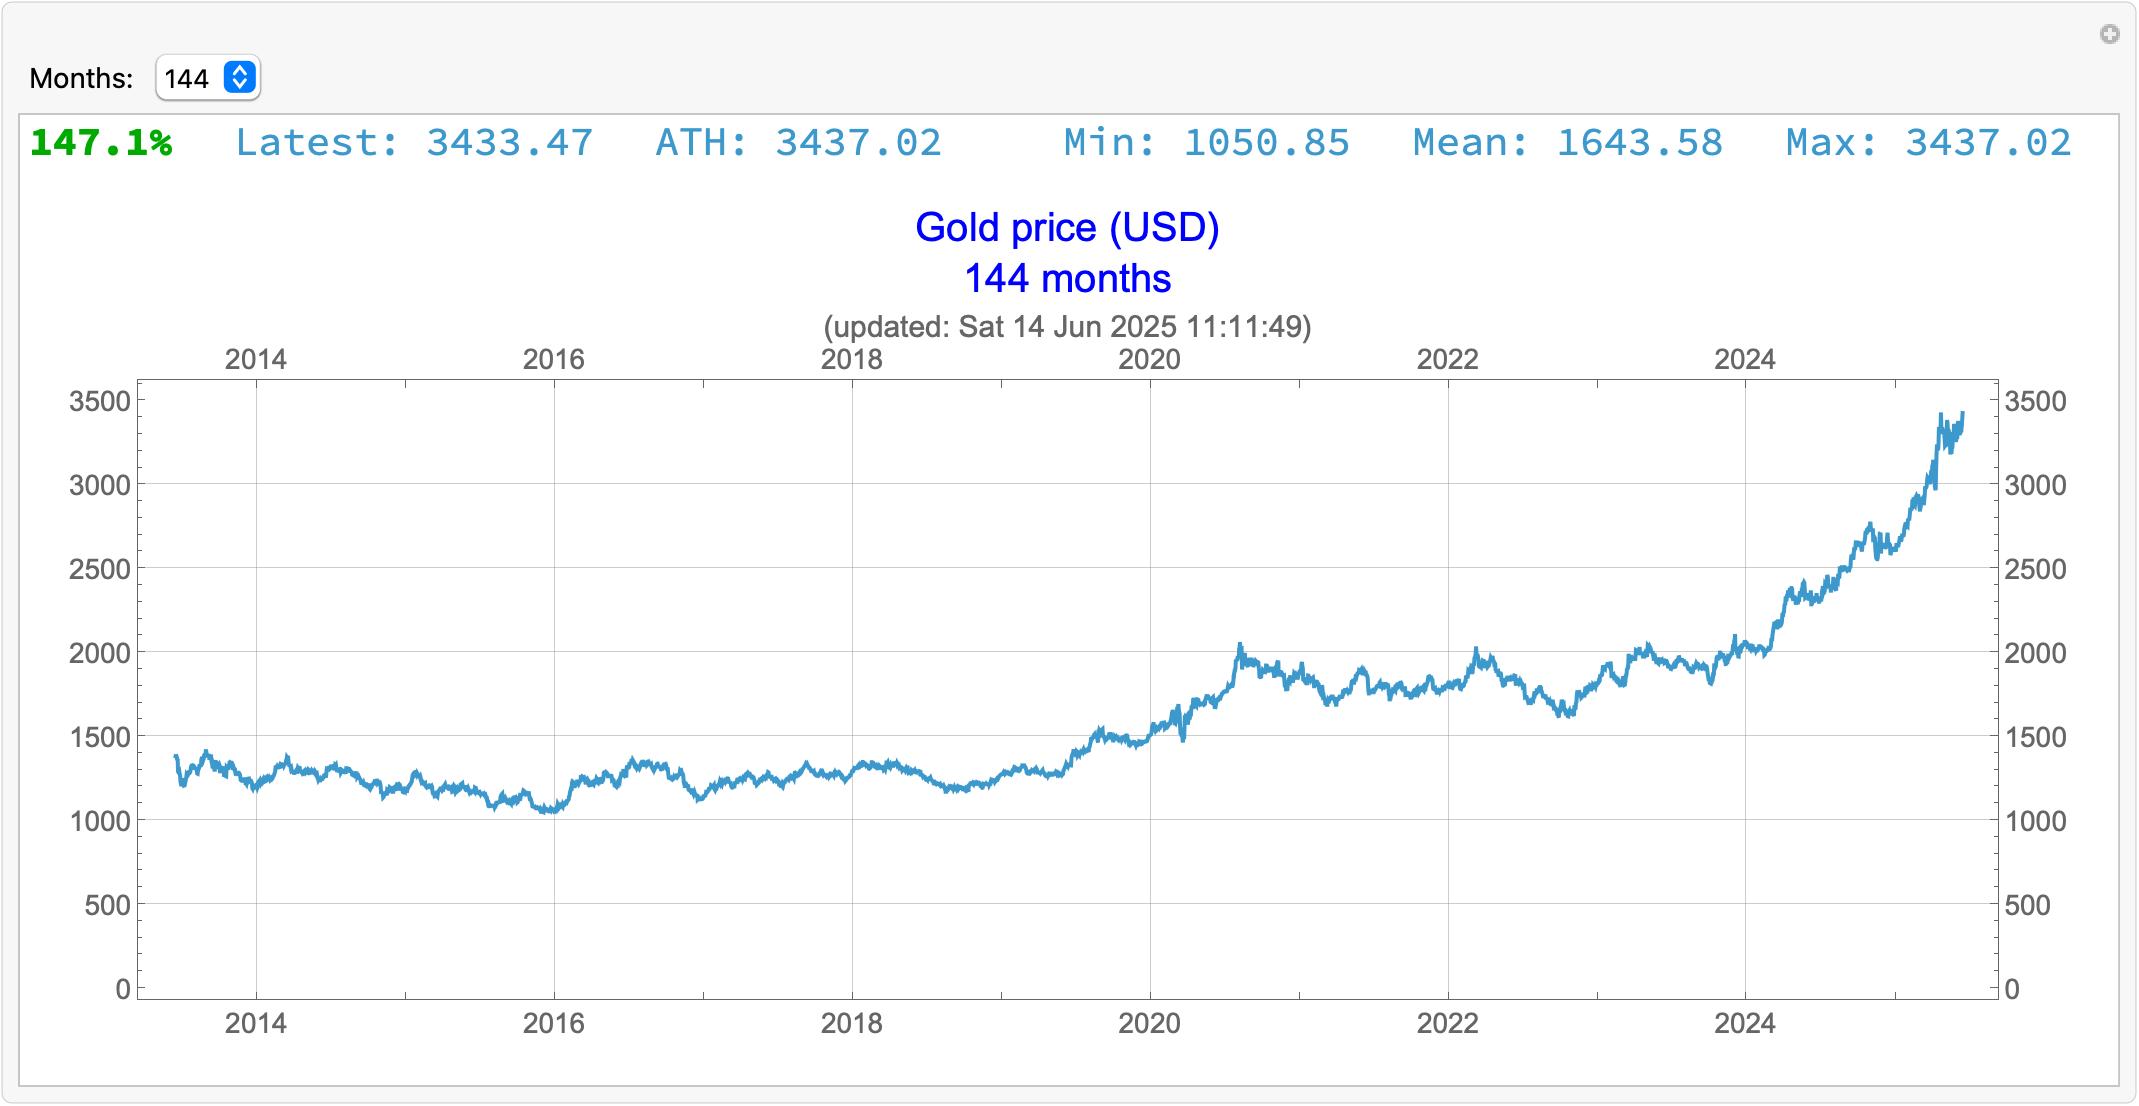 Months: 144
147.1% Latest: 3433.47 ATH: 3437.02 Min: 1050.85 Mean: 1643.58 Max: 3437.02
Gold price (USD)
144 months
(updated: Sat 14 Jun 2025 11:11:49)
2014 2016 2018 2020 2022 2024
3500 3500
3000 3000
2500 2500
2000 2000
1500 1500
1000 1000
500 500
0 0
2014 2016 2018 2020 2022 2024